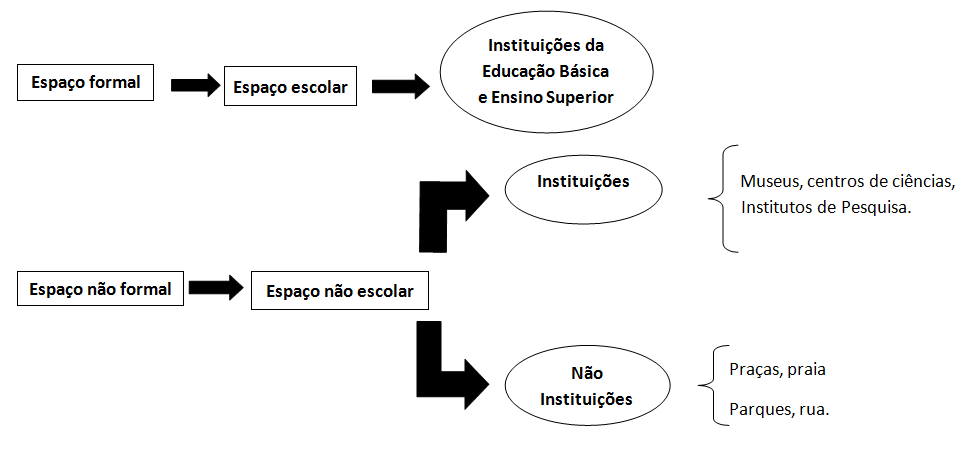 Espaço formal
Espaço escolar
Instituições da
Educação Básica
e Ensino Superior
Instituições
Museus, centros de ciências,
Institutos de Pesquisa.
Espaço não formal
Espaço não escolar
Não
Instituições
Praças, praia
Parques, rua.